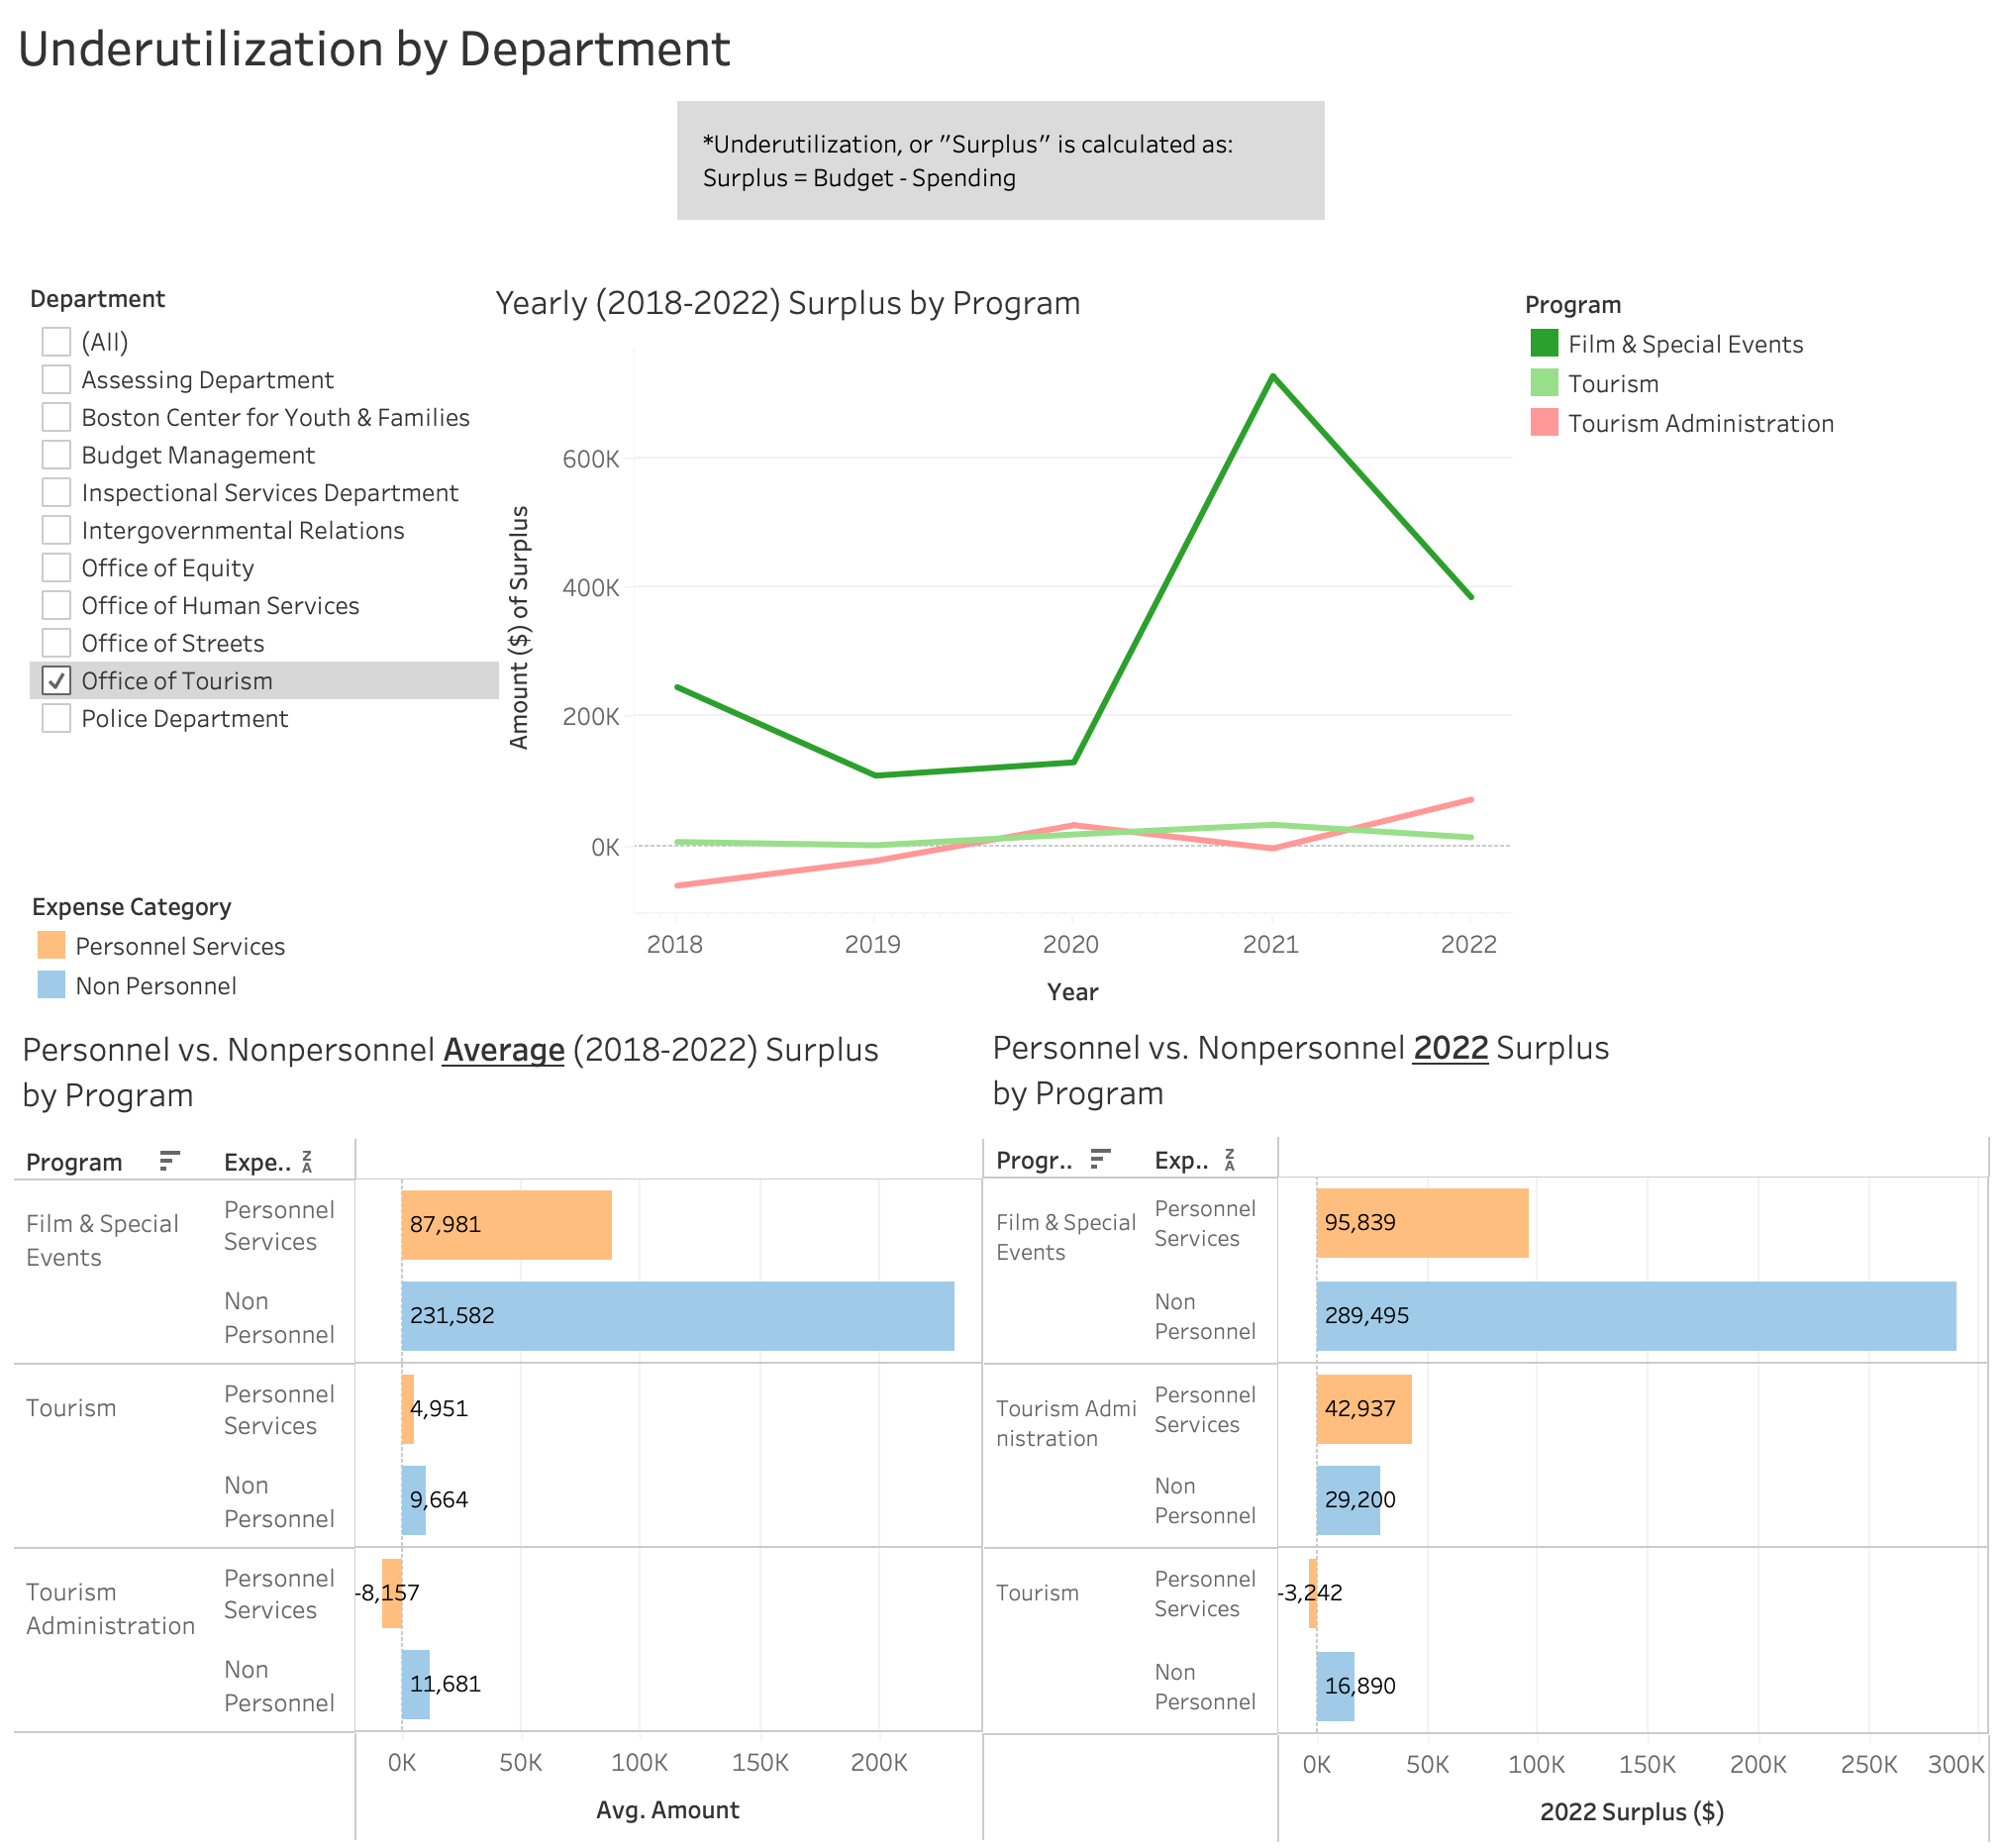 Underutilization by Department
*Underutilization, or "Surplus" is calculated as:
Surplus = Budget - Spending
Department
(All)
Assessing Department
Boston Center for Youth & Families
Budget Management
Inspectional Services Department
Intergovernmental Relations
Office of Equity
Office of Human Services
Office of Streets
Office of Tourism
Police Department
Yearly (2018-2022) Surplus by Program
Amount ($) of Surplus
600K
400K
200K
0K
2018 2019 2020 2021 2022
Year
Program
Film & Special Events
Tourism
Tourism Administration
Expense Category
Personnel Services
Non Personnel
Personnel vs. Nonpersonnel Average (2018-2022) Surplus
by Program
Program Expe..
Film & Special
Events
Personnel
Services
87,981
Non
Personnel
231,582
Tourism
Personnel
Services
4,951
Non
Personnel
9,664
Tourism
Administration
Personnel
Services
-8,157
Non
Personnel
11,681
0K 50K 100K 150K 200K
Avg. Amount
Personnel vs. Nonpersonnel 2022 Surplus
by Program
Progr.. Exp..
Film & Special
Events
Personnel
Services
95,839
Non
Personnel
289,495
Tourism Admi
nistration
Personnel
Services
42,937
Non
Personnel
29,200
Tourism
Personnel
Services
-3,242
Non
Personnel
16,890
0K 50K 100K 150K 200K 250K 300K
2022 Surplus ($)